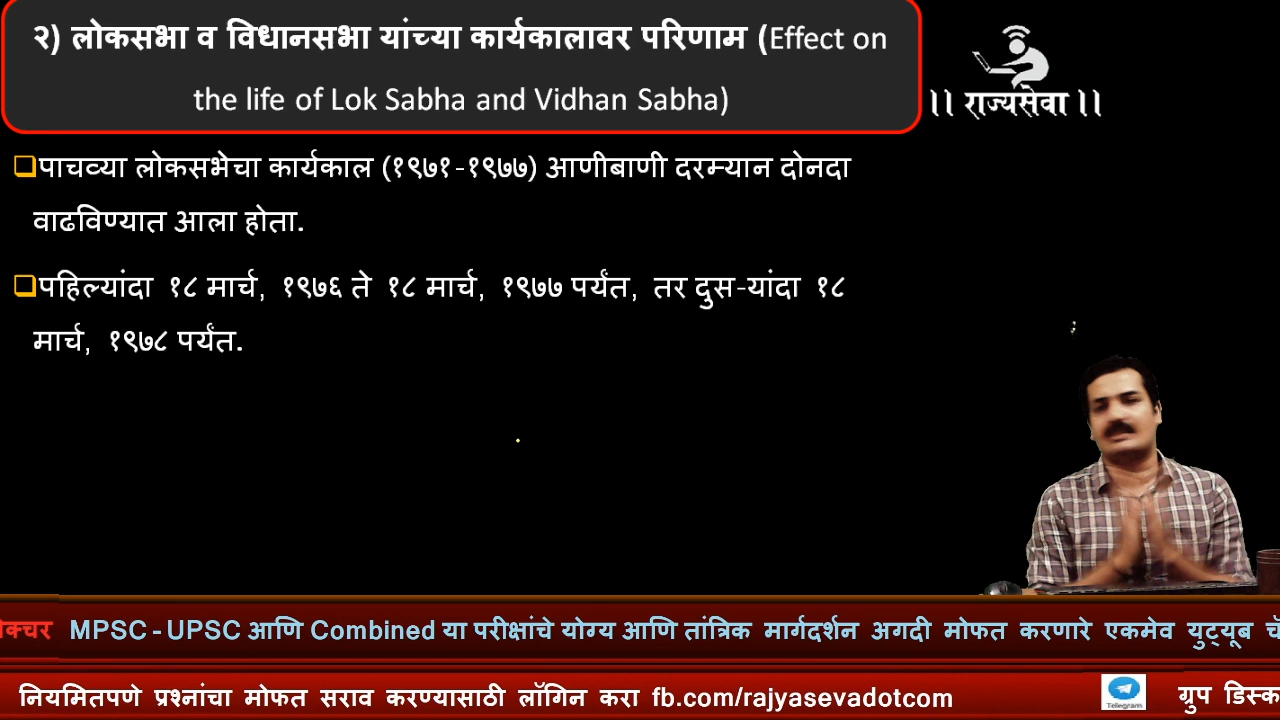 २) लोकसभा व विधानसभा यांच्या कार्यकालावर परिणाम (Effect on
the life of Lok Sabha and Vidhan Sabha)
।। राज्यसेवा ।।
पाचव्या लोकसभेचा कार्यकाल (१९७१-१९७७) आणीबाणी दरम्यान दोनदा
वाढविण्यात आला होता.
पहिल्यांदा १८ मार्च, १९७६ ते १८ मार्च, १९७७ पर्यंत, तर दुस-यांदा १८
मार्च, १९७८ पर्यंत.
MPSC - UPSC आणि Combined या परीक्षांचे योग्य आणि तांत्रिक मार्गदर्शन अगदी मोफत करणारे एकमेव युट्यूब
नियमितपणे प्रश्नांचा मोफत सराव करण्यासाठी लॉगिन करा fb.com/rajyasevadotcom
Telegram
ग्रुप